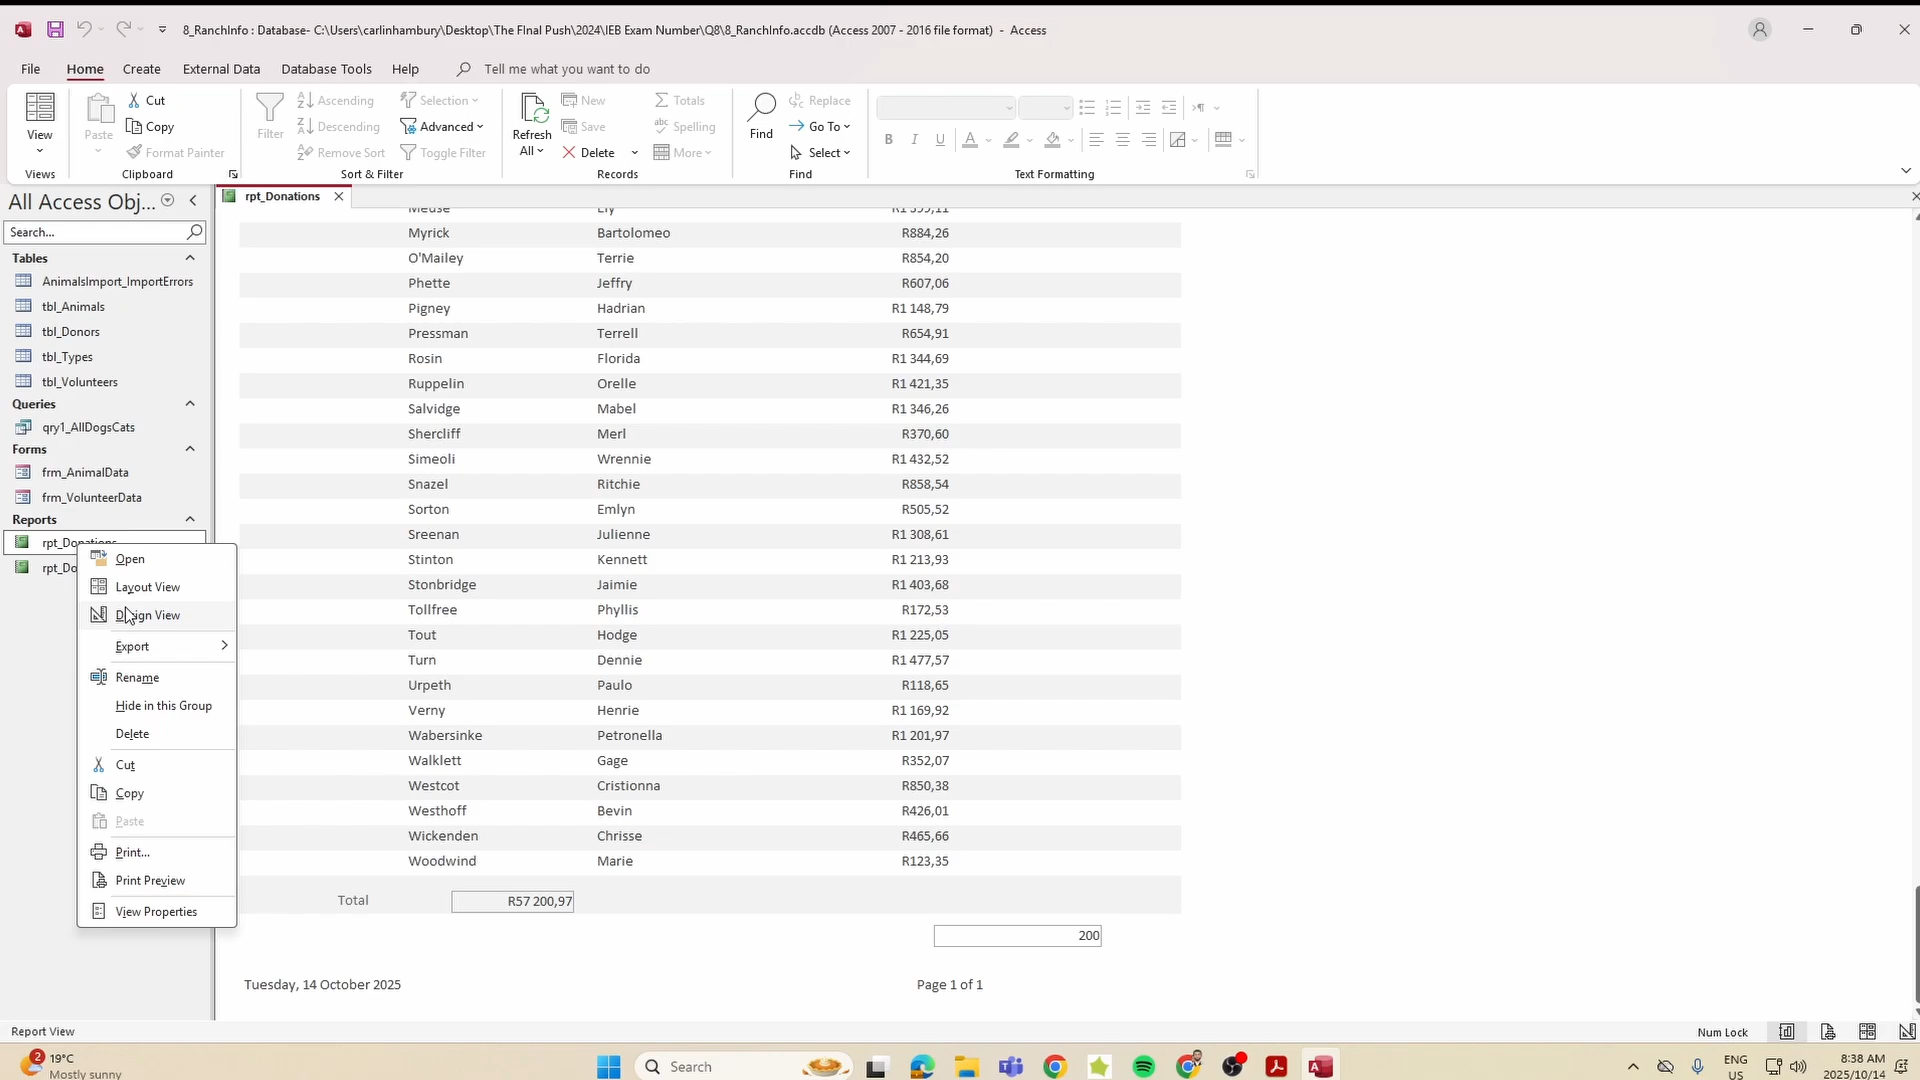 8_RanchInfo : Database- C:\Users\carlinhambury\Desktop\The FInal Push\2024\IEB Exam Number\Q8\8_RanchInfo.accdb (Access 2007 - 2016 file format) - Access
File Home Create External Data Database Tools Help Tell me what you want to do
View
Views
Paste
Cut
Copy
Format Painter
Clipboard
Filter
Ascending
Descending
Remove Sort
Selection
Advanced
Toggle Filter
Sort & Filter
Refresh
All
New
Save
Delete
Totals
Spelling
More
Records
Find
Replace
Go To
Select
Find
B I U A
Text Formatting
All Access Obj...
Search...
Tables
AnimalsImport_ImportErrors
tbl_Animals
tbl_Donors
tbl_Types
tbl_Volunteers
Queries
qry1_AllDogsCats
Forms
frm_AnimalData
frm_VolunteerData
Reports
rpt_Donations
rpt_Do
Open
Layout View
Design View
Export
Rename
Hide in this Group
Delete
Cut
Copy
Paste
Print...
Print Preview
View Properties
rpt_Donations
Meuse Ely R1 399,11
Myrick Bartolomeo R884,26
O'Mailey Terrie R854,20
Phette Jeffry R607,06
Pigney Hadrian R1 148,79
Pressman Terrell R654,91
Rosin Florida R1 344,69
Ruppelin Orelle R1 421,35
Salvidge Mabel R1 346,26
Shercliff Merl R370,60
Simeoli Wrennie R1 432,52
Snazel Ritchie R858,54
Sorton Emlyn R505,52
Sreenan Julienne R1 308,61
Stinton Kennett R1 213,93
Stonbridge Jaimie R1 403,68
Tollfree Phyllis R172,53
Tout Hodge R1 225,05
Turn Dennie R1 477,57
Urpeth Paulo R118,65
Verny Henrie R1 169,92
Wabersinke Petronella R1 201,97
Walklett Gage R352,07
Westcot Cristionna R850,38
Westhoff Bevin R426,01
Wickenden Chrisse R465,66
Woodwind Marie R123,35
Total R57 200,97
200
Tuesday, 14 October 2025 Page 1 of 1
Report View Num Lock
2
19°C
Mostly sunny
Search
ENG
US
8:38 AM
2025/10/14